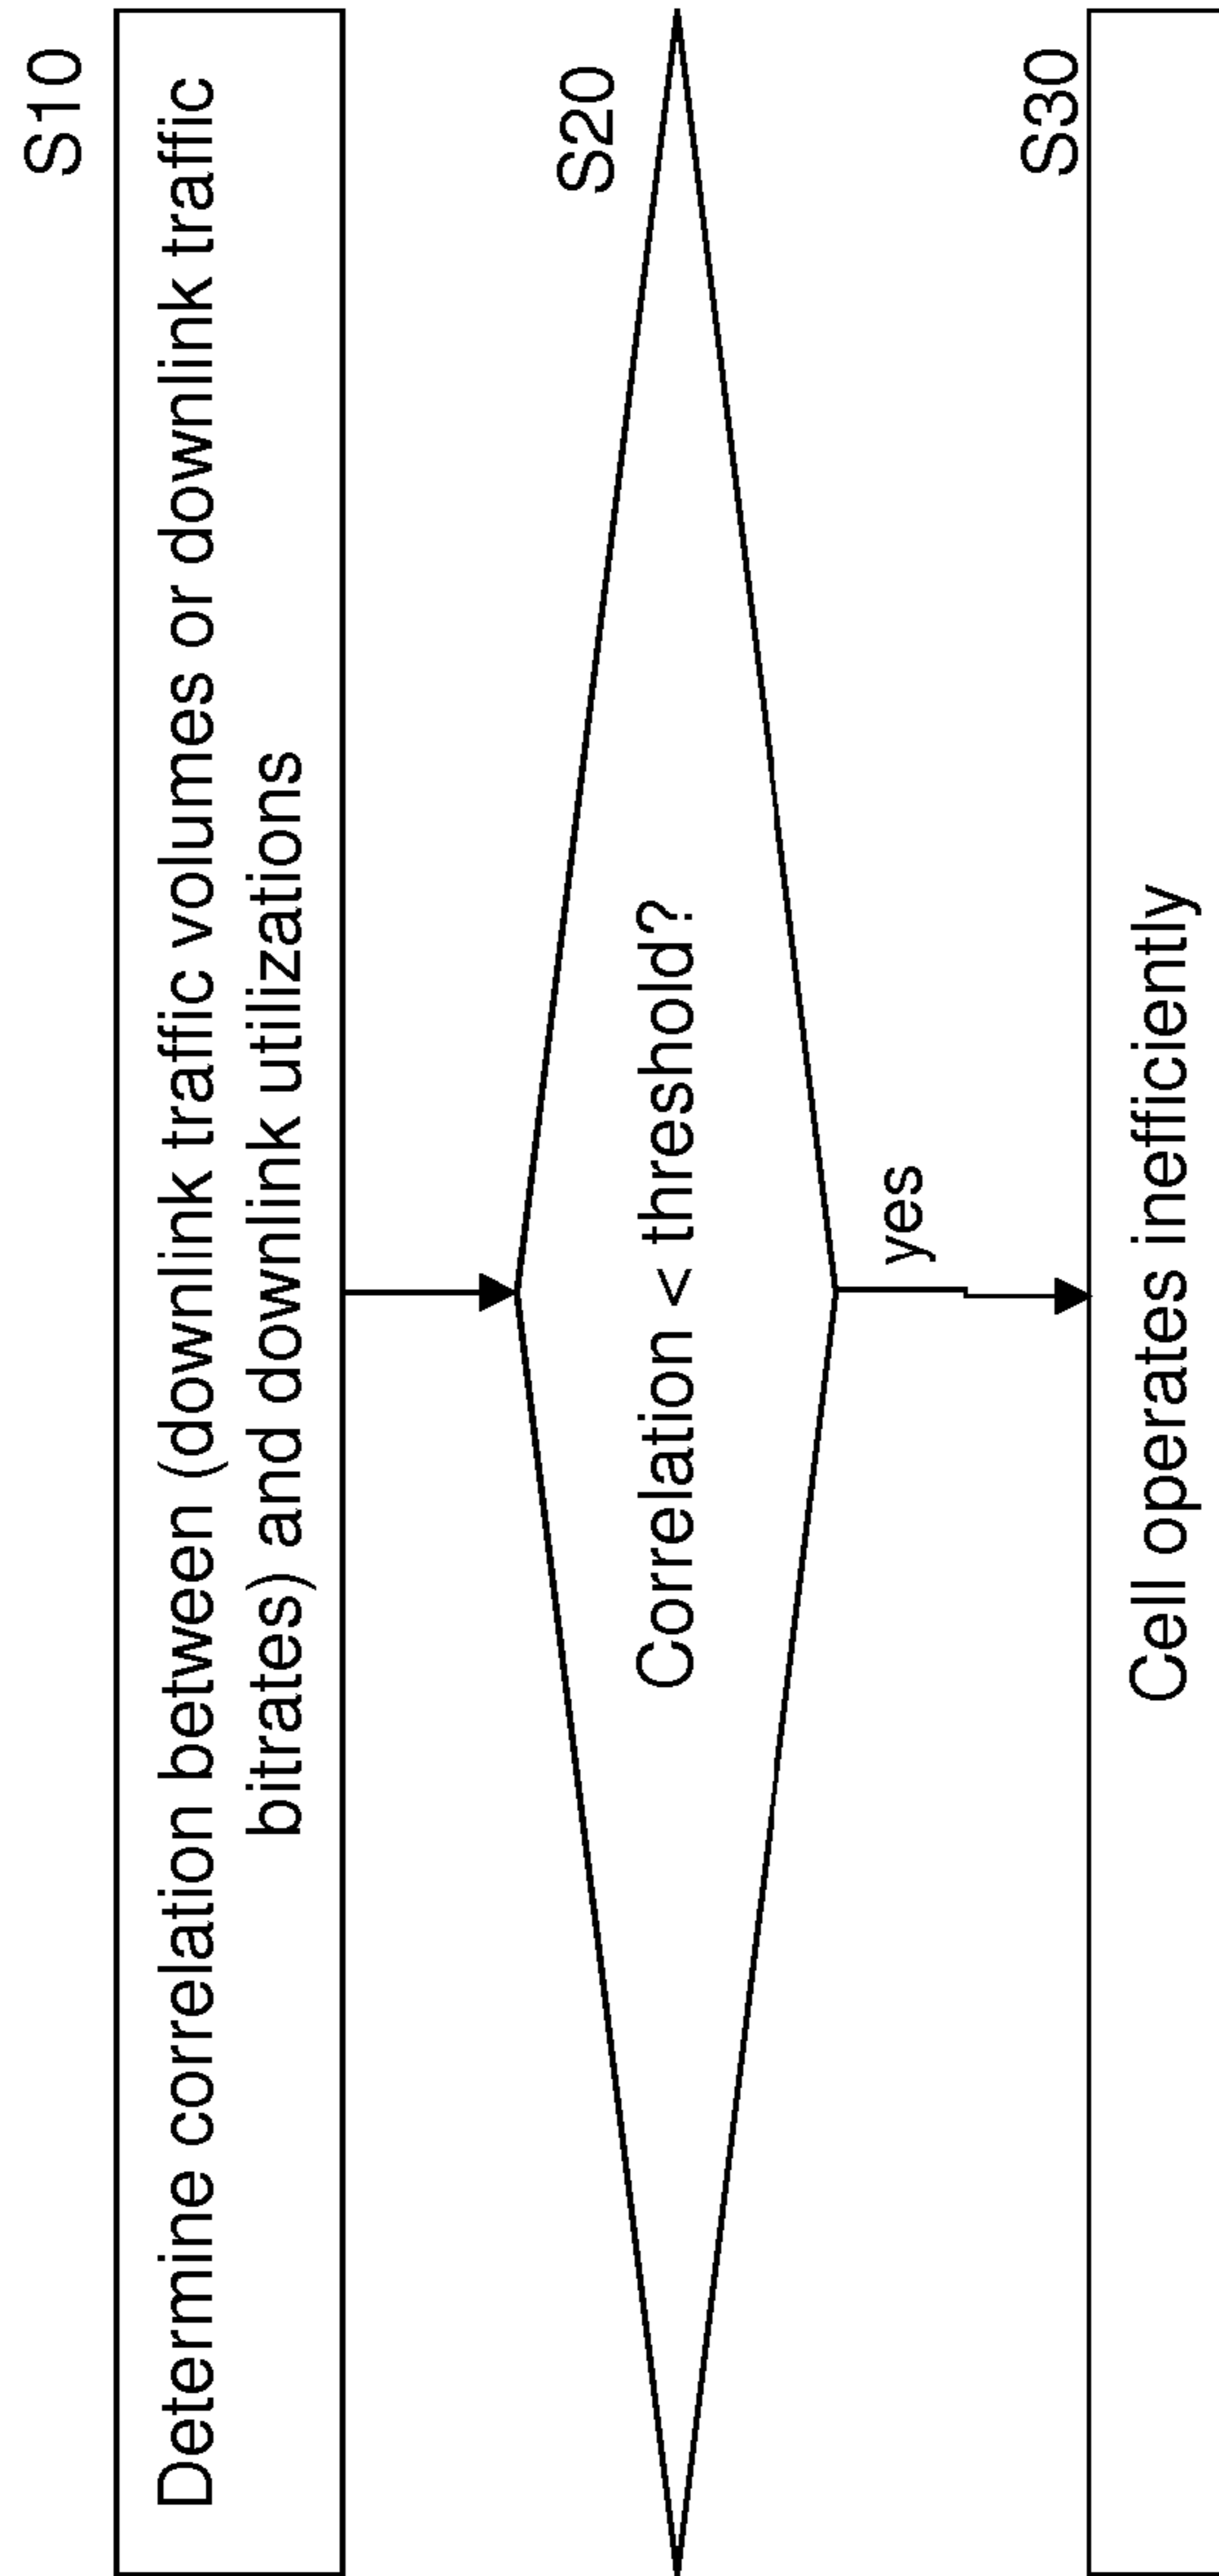 S10
Determine correlation between (downlink traffic volumes or downlink traffic
bitrates) and downlink utilizations
S20
Correlation < threshold?
yes
S30
Cell operates inefficiently